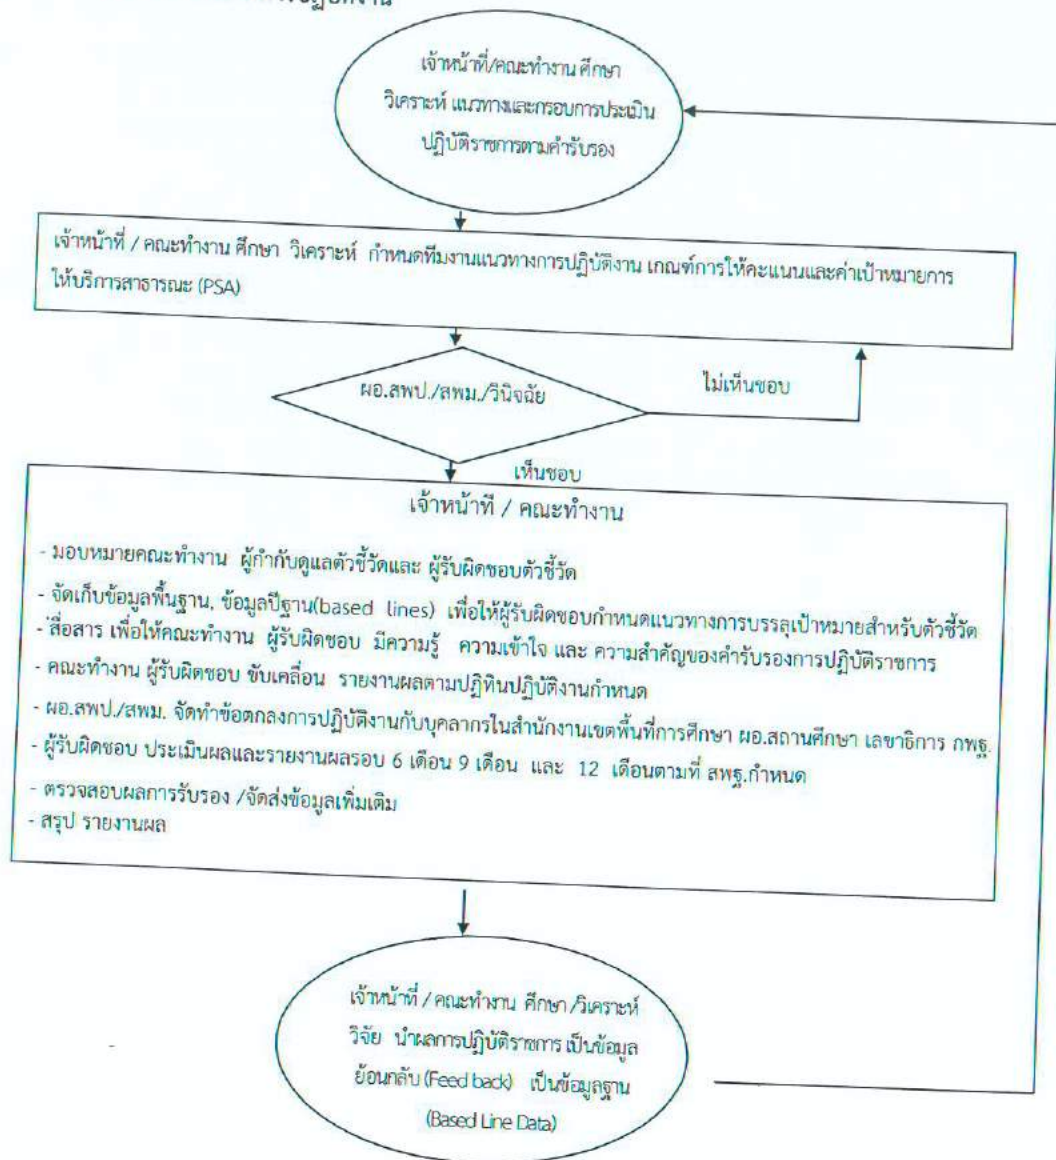 เจ้าหน้าที่/คณะทำงาน ศึกษา
วิเคราะห์ แนวทางและกรอบการประเมิน
ปฏิบัติราชการตามคำรับรอง
เจ้าหน้าที่ / คณะทำงาน ศึกษา วิเคราะห์ กำหนดทีมงานแนวทางการปฏิบัติงาน เกณฑ์การให้คะแนนและค่าเป้าหมายการ
ให้บริการสาธารณะ (PSA)
ผอ.สพป./สพม./วินิจฉัย
ไม่เห็นชอบ
เห็นชอบ
เจ้าหน้าที่ / คณะทำงาน
- มอบหมายคณะทำงาน ผู้กำกับดูแลตัวชี้วัดและ ผู้รับผิดชอบตัวชี้วัด
- จัดเก็บข้อมูลพื้นฐาน, ข้อมูลปีฐาน(based lines) เพื่อให้ผู้รับผิดชอบกำหนดแนวทางการบรรลุเป้าหมายสำหรับตัวชี้วัด
- สื่อสาร เพื่อให้คณะทำงาน ผู้รับผิดชอบ มีความรู้ ความเข้าใจ และ ความสำคัญของคำรับรองการปฏิบัติราชการ
- คณะทำงาน ผู้รับผิดชอบ ขับเคลื่อน รายงานผลตามปฏิทินปฏิบัติงานกำหนด
- ผอ.สพป./สพม. จัดทำข้อตกลงการปฏิบัติงานกับบุคลากรในสำนักงานเขตพื้นที่การศึกษา ผอ.สถานศึกษา เลขาธิการ กพฐ.
- ผู้รับผิดชอบ ประเมินผลและรายงานผลรอบ 6 เดือน 9 เดือน และ 12 เดือนตามที่ สพฐ.กำหนด
- ตรวจสอบผลการรับรอง /จัดส่งข้อมูลเพิ่มเติม
- สรุป รายงานผล
เจ้าหน้าที่ / คณะทำงาน ศึกษา /วิเคราะห์
วิจัย นำผลการปฏิบัติราชการ เป็นข้อมูล
ย้อนกลับ (Feed back) เป็นข้อมูลฐาน
(Based Line Data)